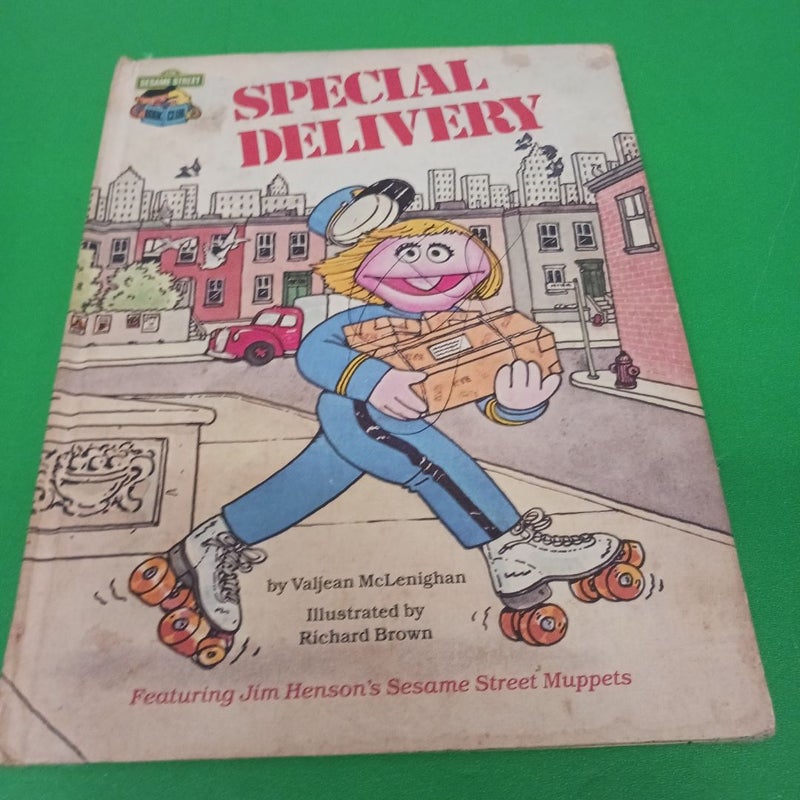 SESAME STREET
BOOK CLUB
SPECIAL
DELIVERY
by Valjean McLenighan
Illustrated by
Richard Brown
Featuring Jim Henson's Sesame Street Muppets